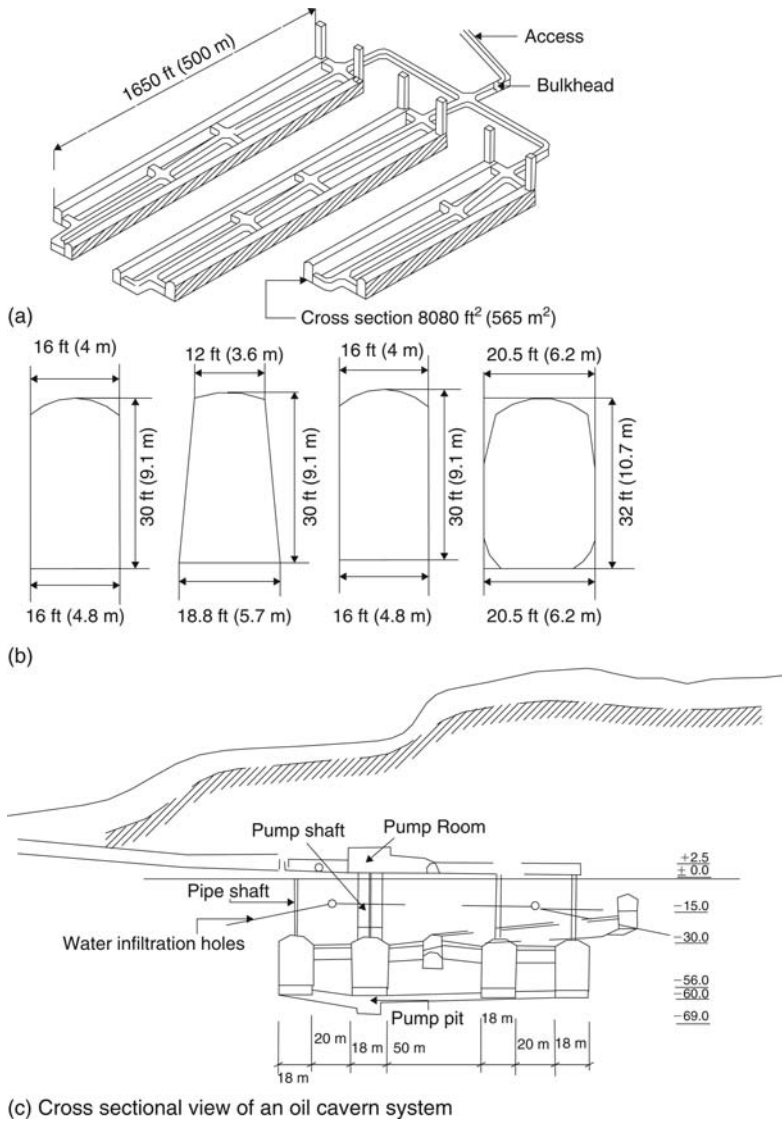 1650 ft (500 m)
Access
Bulkhead
(a)
Cross section 8080 ft² (565 m²)
16 ft (4 m)
12 ft (3.6 m)
16 ft (4 m)
20.5 ft (6.2 m)
30 ft (9.1 m)
30 ft (9.1 m)
30 ft (9.1 m)
32 ft (10.7 m)
16 ft (4.8 m)
18.8 ft (5.7 m)
16 ft (4.8 m)
20.5 ft (6.2 m)
(b)
Pump shaft
Pump Room
+2.5
± 0.0
Pipe shaft
−15.0
Water infiltration holes
−30.0
−56.0
−60.0
−69.0
Pump pit
18 m
20 m
18 m
50 m
18 m
20 m
18 m
(c) Cross sectional view of an oil cavern system